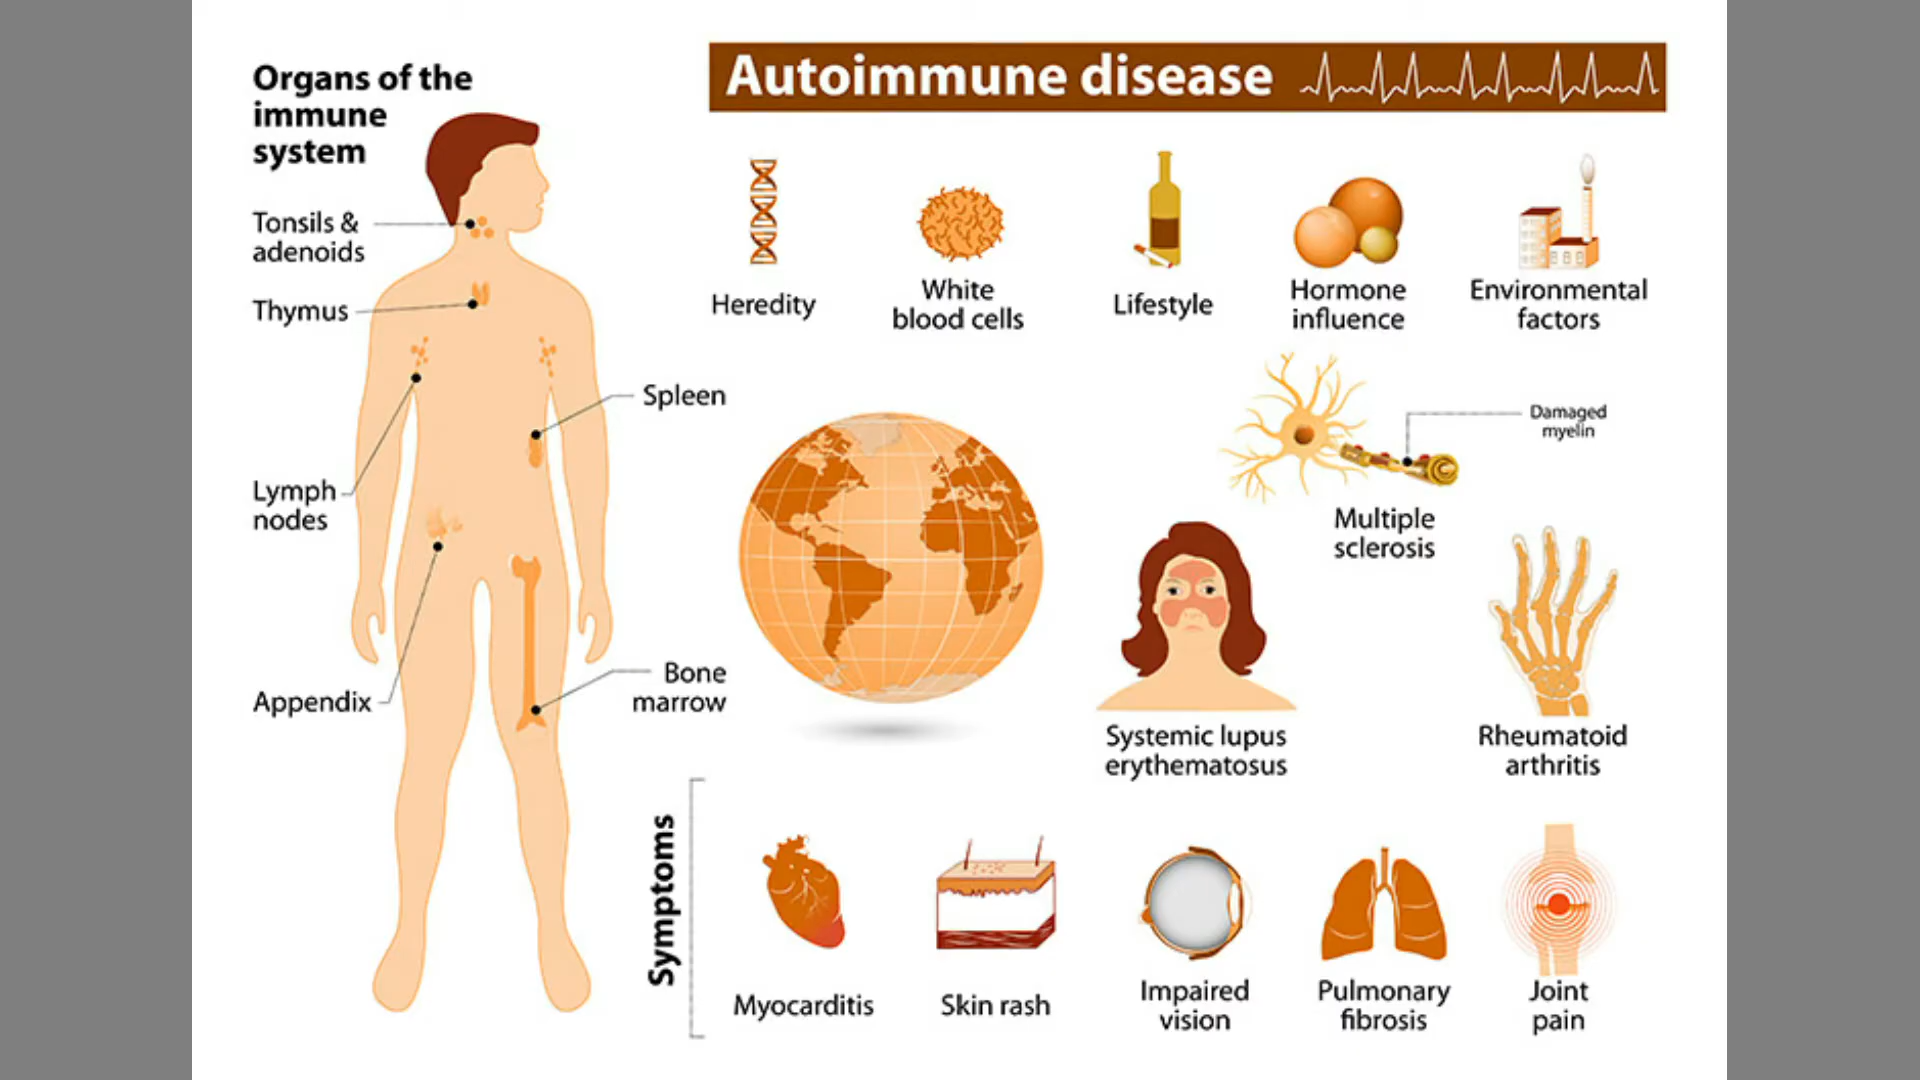 Organs of the
immune
system
Tonsils &
adenoids
Thymus
Lymph
nodes
Appendix
Spleen
Bone
marrow
Autoimmune disease
Heredity
White
blood cells
Lifestyle
Hormone
influence
Environmental
factors
Damaged
myelin
Multiple
sclerosis
Systemic lupus
erythematosus
Rheumatoid
arthritis
Symptoms
Myocarditis
Skin rash
Impaired
vision
Pulmonary
fibrosis
Joint
pain